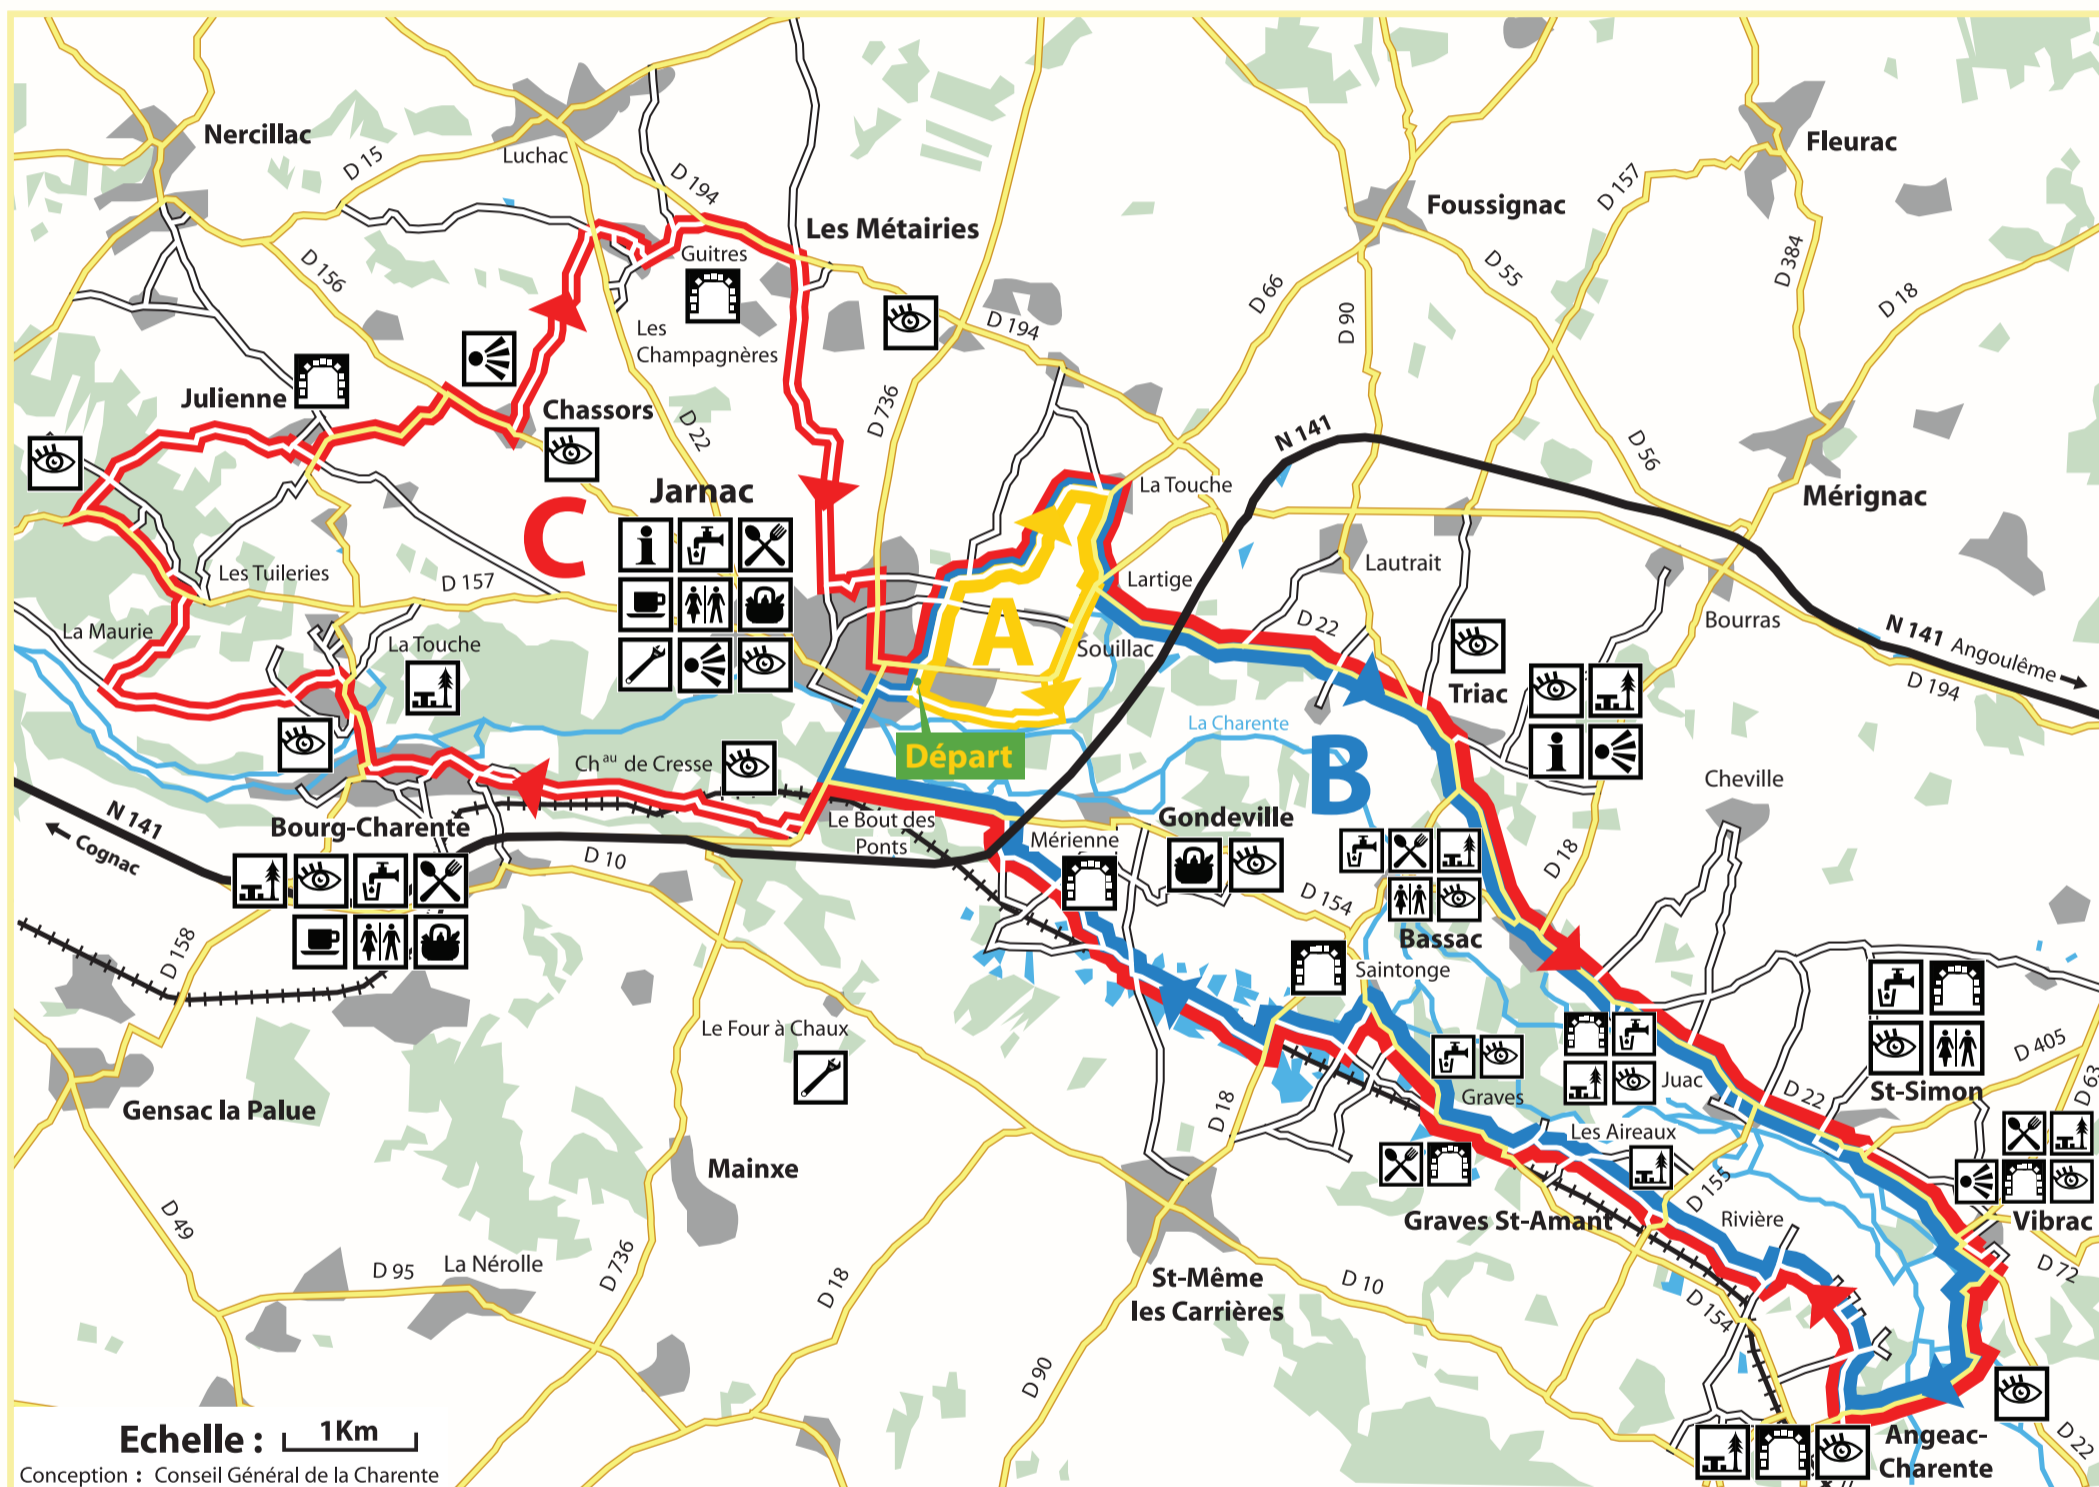 Nercillac
Luchac
D 15
D 194
Les Métairies
Fleurac
Foussignac
D 157
D 156
Guitres
D 66
D 55
D 384
D 18
D 90
Les
Champagnères
D 194
Julienne
Chassors
D 22
D 736
N 141
D 56
C
Jarnac
La Touche
Mérignac
Lautrait
Les Tuileries
D 157
Lartige
Bourras
La Maurie
La Touche
A
Souillac
D 22
N 141 Angoulême
D 194
Triac
La Charente
Départ
Ch au de Cresse
B
Cheville
N 141
Cognac
Bourg-Charente
Le Bout des
Ponts
Mérienne
Gondeville
D 10
D 154
D 18
Bassac
D 158
Saintonge
Le Four à Chaux
Graves
Juac
D 22
D 405
D 63
St-Simon
Gensac la Palue
D 18
Les Aireaux
Mainxe
D 155
Graves St-Amant
Rivière
Vibrac
D 49
D 95
La Nérolle
D 736
D 18
St-Même
les Carrières
D 10
D 154
D 72
D 90
Echelle : 1Km
Angeac-
Charente
D 22
Conception : Conseil Général de la Charente